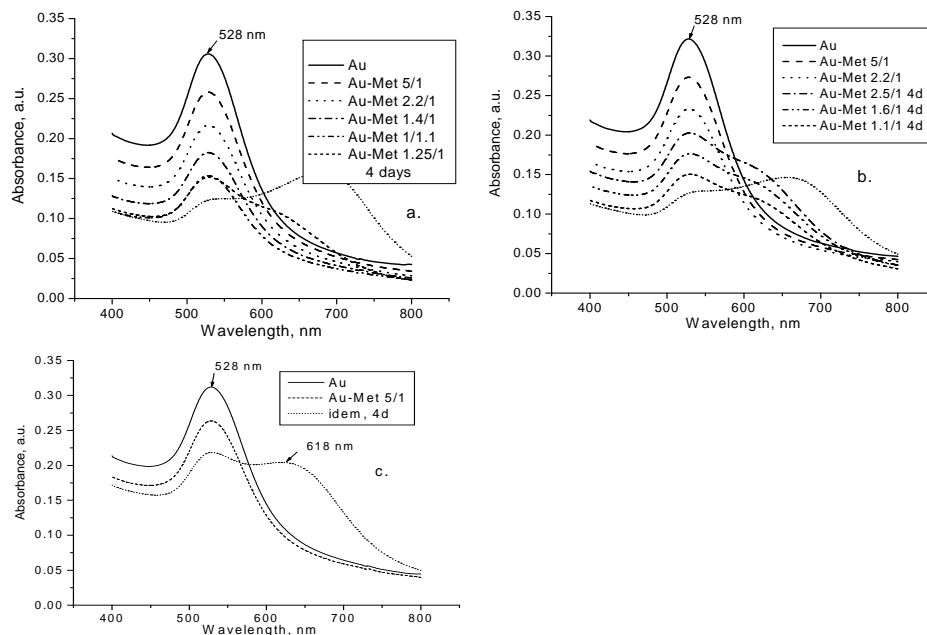 0.35
0.30
0.25
0.20
0.15
0.10
0.05
0.00
Absorbance, a.u.
400 500 600 700 800
Wavelength, nm
528 nm
Au
Au-Met 5/1
Au-Met 2.2/1
Au-Met 1.4/1
Au-Met 1/1.1
Au-Met 1.25/1
4 days
a.
0.35
0.30
0.25
0.20
0.15
0.10
0.05
0.00
Absorbance, a.u.
400 500 600 700 800
Wavelength, nm
528 nm
Au
Au-Met 5/1
Au-Met 2.2/1
Au-Met 2.5/1 4d
Au-Met 1.6/1 4d
Au-Met 1.1/1 4d
b.
0.35
0.30
0.25
0.20
0.15
0.10
0.05
0.00
Absorbance, a.u.
400 500 600 700 800
Wavelength, nm
528 nm
Au
Au-Met 5/1
idem, 4d
618 nm
c.